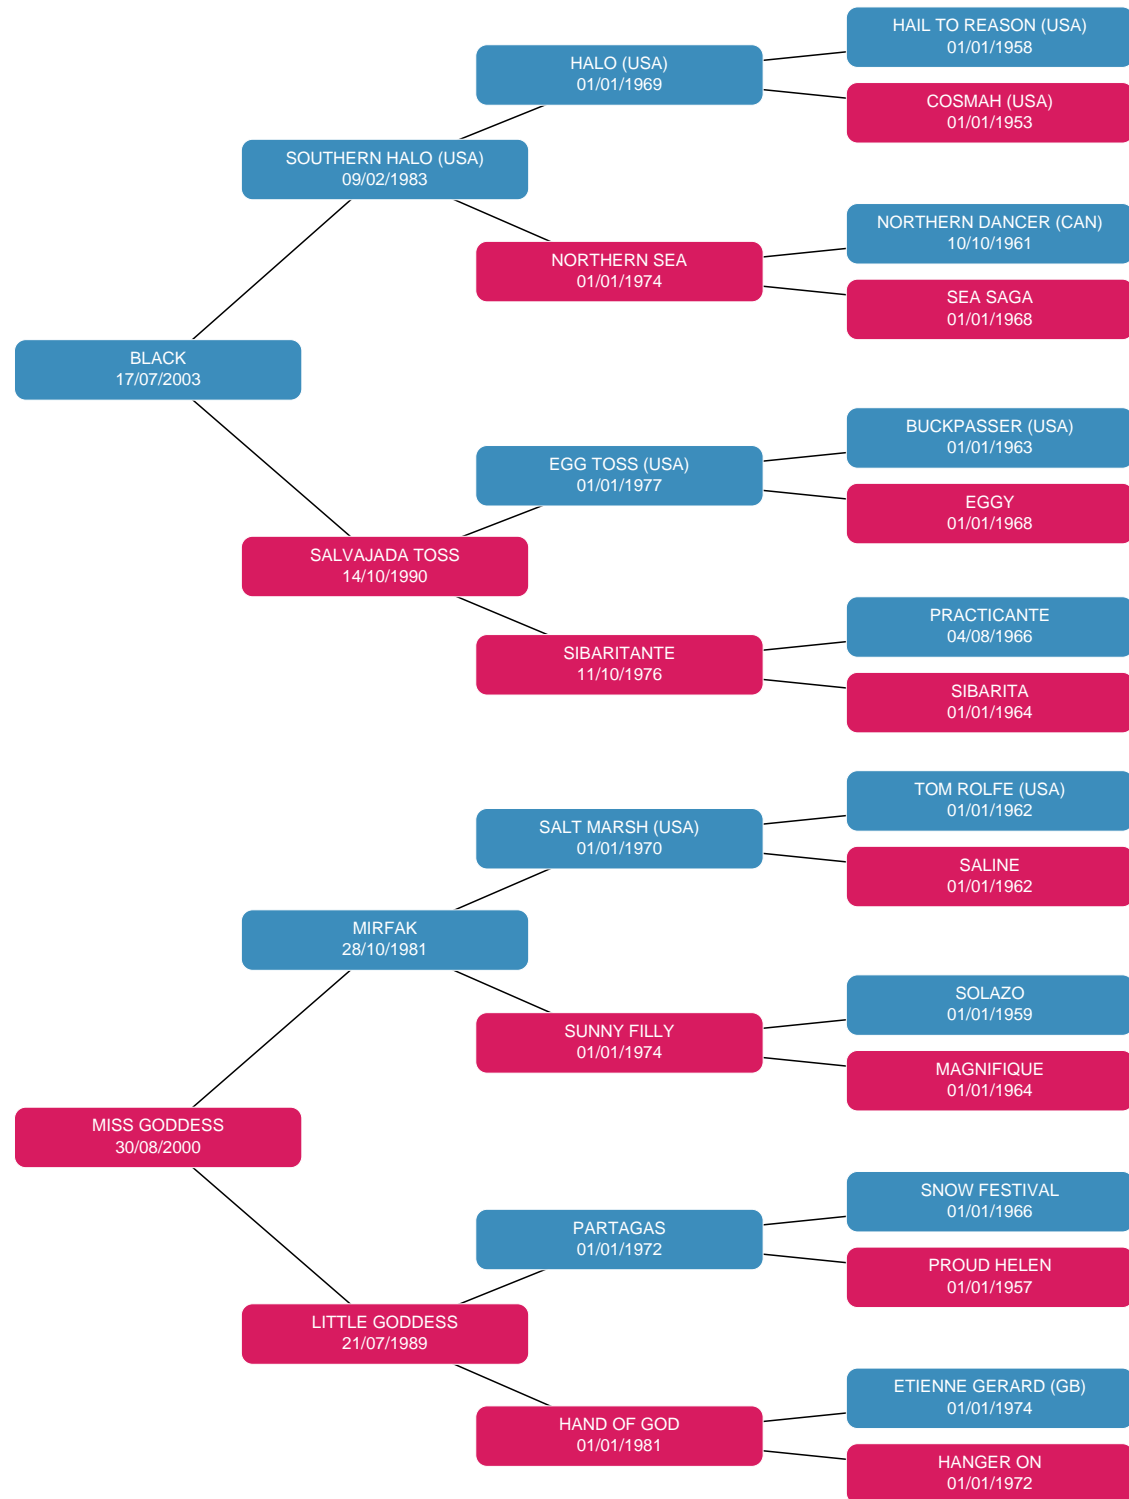 HAIL TO REASON (USA)
01/01/1958
HALO (USA)
01/01/1969
COSMAH (USA)
01/01/1953
SOUTHERN HALO (USA)
09/02/1983
NORTHERN DANCER (CAN)
10/10/1961
NORTHERN SEA
01/01/1974
SEA SAGA
01/01/1968
BLACK
17/07/2003
BUCKPASSER (USA)
01/01/1963
EGG TOSS (USA)
01/01/1977
EGGY
01/01/1968
SALVAJADA TOSS
14/10/1990
PRACTICANTE
04/08/1966
SIBARITANTE
11/10/1976
SIBARITA
01/01/1964
TOM ROLFE (USA)
01/01/1962
SALT MARSH (USA)
01/01/1970
SALINE
01/01/1962
MIRFAK
28/10/1981
SOLAZO
01/01/1959
SUNNY FILLY
01/01/1974
MAGNIFIQUE
01/01/1964
MISS GODDESS
30/08/2000
SNOW FESTIVAL
01/01/1966
PARTAGAS
01/01/1972
PROUD HELEN
01/01/1957
LITTLE GODDESS
21/07/1989
ETIENNE GERARD (GB)
01/01/1974
HAND OF GOD
01/01/1981
HANGER ON
01/01/1972